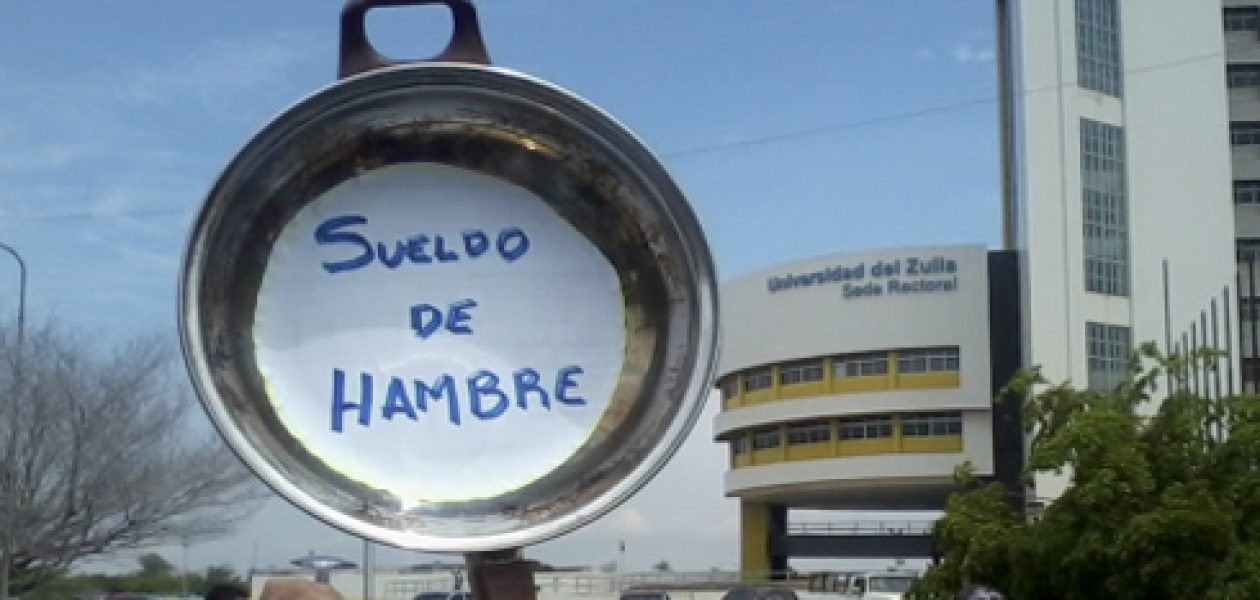 SUELDO
DE
HAMBRE
Universidad del Zulia
Sede Rectoral